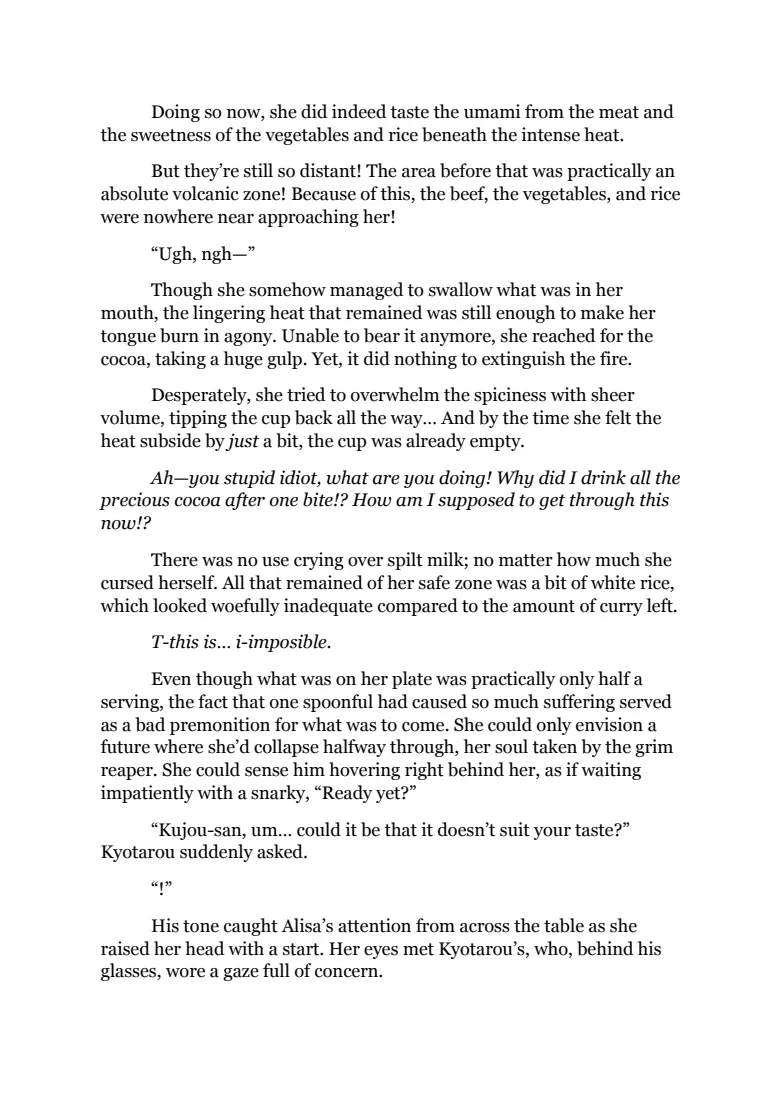 Doing so now, she did indeed taste the umami from the meat and
the sweetness of the vegetables and rice beneath the intense heat.
But they’re still so distant! The area before that was practically an
absolute volcanic zone! Because of this, the beef, the vegetables, and rice
were nowhere near approaching her!
“Ugh, ngh—”
Though she somehow managed to swallow what was in her
mouth, the lingering heat that remained was still enough to make her
tongue burn in agony. Unable to bear it anymore, she reached for the
cocoa, taking a huge gulp. Yet, it did nothing to extinguish the fire.
Desperately, she tried to overwhelm the spiciness with sheer
volume, tipping the cup back all the way… And by the time she felt the
heat subside by just a bit, the cup was already empty.
Ah—you stupid idiot, what are you doing! Why did I drink all the
precious cocoa after one bite!? How am I supposed to get through this
now!?
There was no use crying over spilt milk; no matter how much she
cursed herself. All that remained of her safe zone was a bit of white rice,
which looked woefully inadequate compared to the amount of curry left.
T-this is… i-imposible.
Even though what was on her plate was practically only half a
serving, the fact that one spoonful had caused so much suffering served
as a bad premonition for what was to come. She could only envision a
future where she’d collapse halfway through, her soul taken by the grim
reaper. She could sense him hovering right behind her, as if waiting
impatiently with a snarky, “Ready yet?”
“Kujou-san, um… could it be that it doesn’t suit your taste?”
Kyotarou suddenly asked.
“!”
His tone caught Alisa’s attention from across the table as she
raised her head with a start. Her eyes met Kyotarou’s, who, behind his
glasses, wore a gaze full of concern.